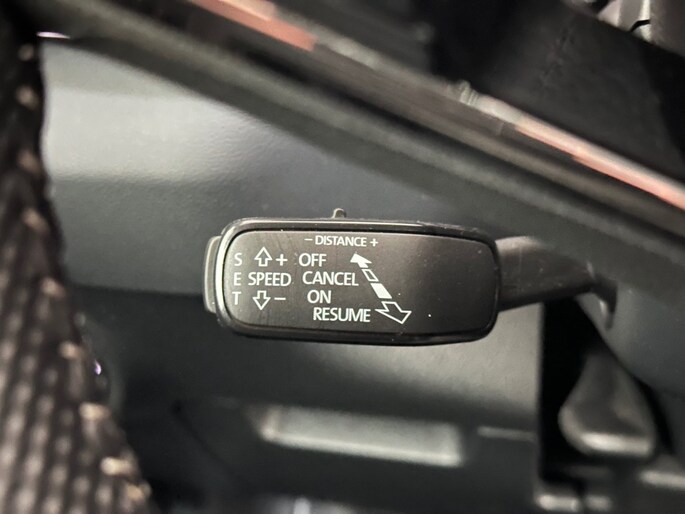 – DISTANCE +
S + OFF
E SPEED CANCEL
T – ON
RESUME